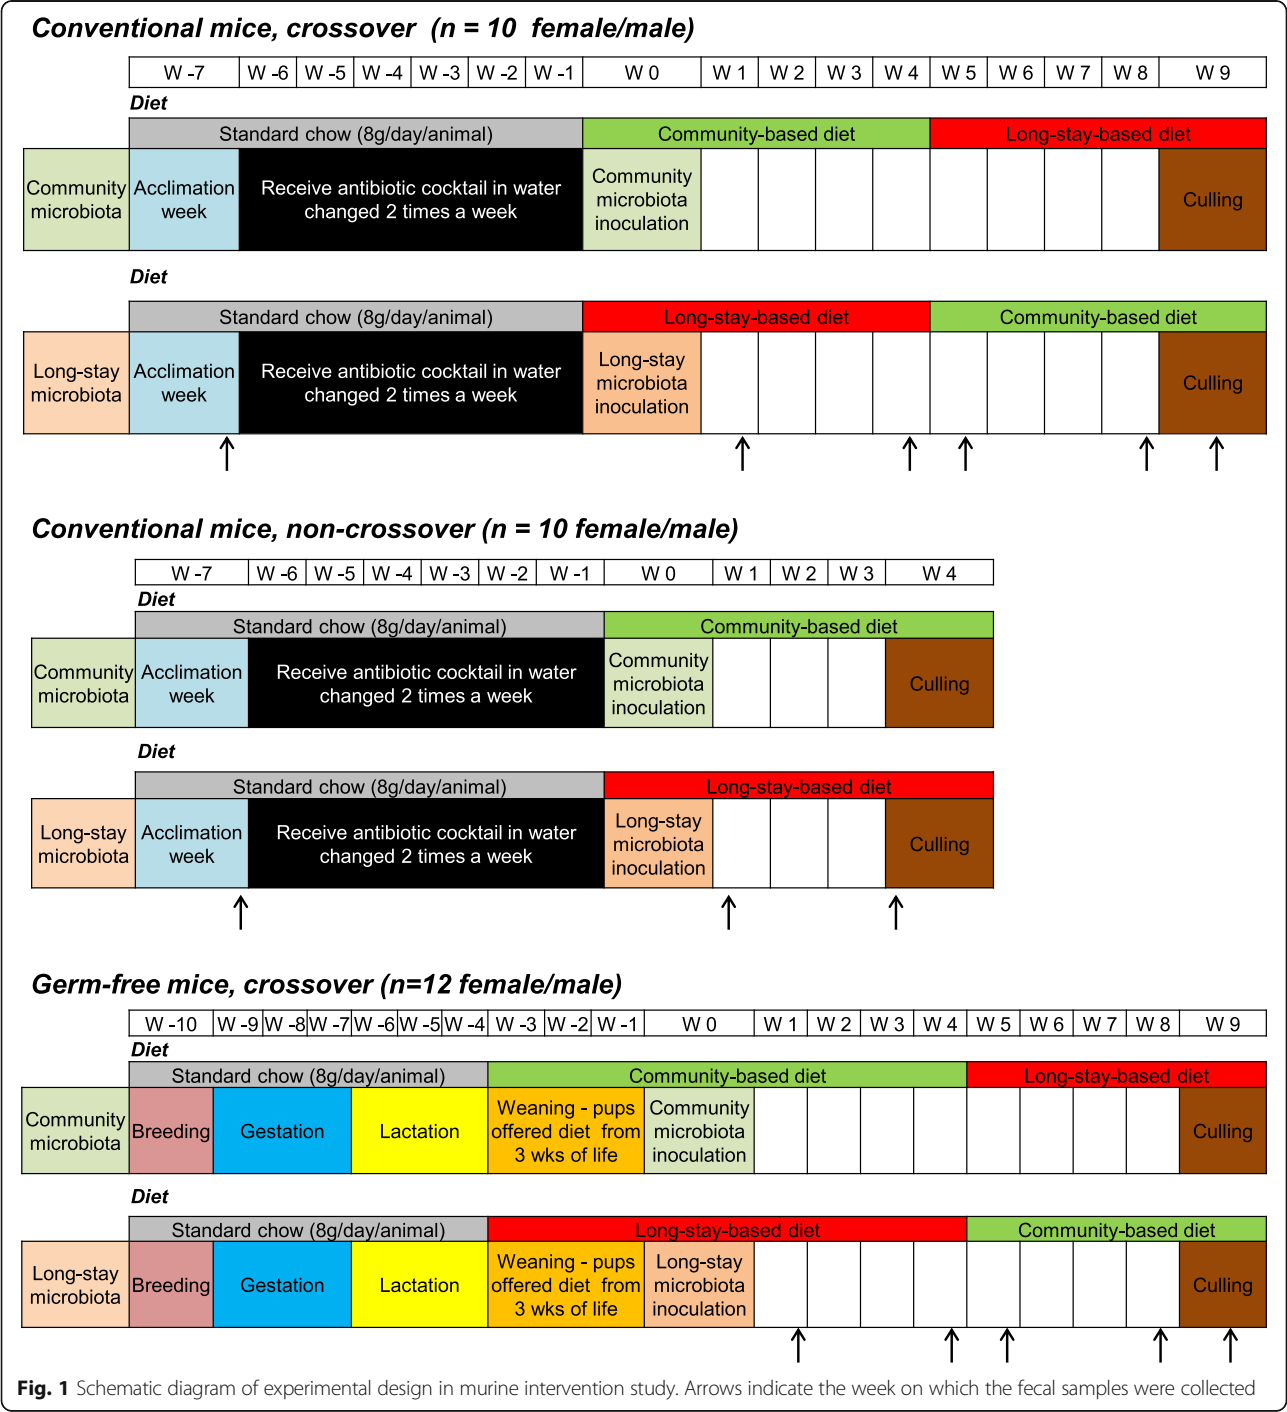 Conventional mice, crossover (n = 10 female/male)
W -7 W -6 W -5 W -4 W -3 W -2 W -1 W 0 W 1 W 2 W 3 W 4 W 5 W 6 W 7 W 8 W 9
Diet
Standard chow (8g/day/animal) Community-based diet Long-stay-based diet
Community
microbiota
Acclimation
week
Receive antibiotic cocktail in water
changed 2 times a week
Community
microbiota
inoculation
Culling
Diet
Standard chow (8g/day/animal) Long-stay-based diet Community-based diet
Long-stay
microbiota
Acclimation
week
Receive antibiotic cocktail in water
changed 2 times a week
Long-stay
microbiota
inoculation
Culling
Conventional mice, non-crossover (n = 10 female/male)
W -7 W -6 W -5 W -4 W -3 W -2 W -1 W 0 W 1 W 2 W 3 W 4
Diet
Standard chow (8g/day/animal) Community-based diet
Community
microbiota
Acclimation
week
Receive antibiotic cocktail in water
changed 2 times a week
Community
microbiota
inoculation
Culling
Diet
Standard chow (8g/day/animal) Long-stay-based diet
Long-stay
microbiota
Acclimation
week
Receive antibiotic cocktail in water
changed 2 times a week
Long-stay
microbiota
inoculation
Culling
Germ-free mice, crossover (n=12 female/male)
W -10 W -9 W -8 W -7 W -6 W -5 W -4 W -3 W -2 W -1 W 0 W 1 W 2 W 3 W 4 W 5 W 6 W 7 W 8 W 9
Diet
Standard chow (8g/day/animal) Community-based diet Long-stay-based diet
Community
microbiota
Breeding
Gestation
Lactation
Weaning - pups
offered diet from
3 wks of life
Community
microbiota
inoculation
Culling
Diet
Standard chow (8g/day/animal) Long-stay-based diet Community-based diet
Long-stay
microbiota
Breeding
Gestation
Lactation
Weaning - pups
offered diet from
3 wks of life
Long-stay
microbiota
inoculation
Culling
Fig. 1 Schematic diagram of experimental design in murine intervention study. Arrows indicate the week on which the fecal samples were collected